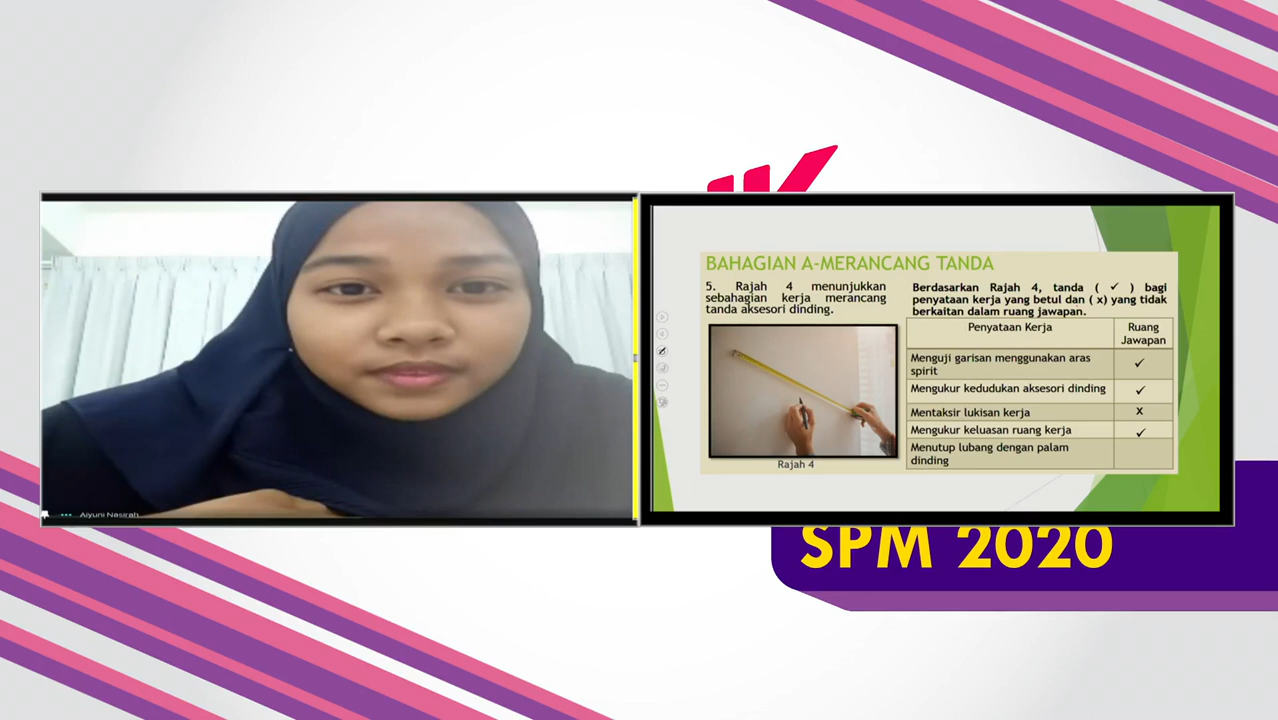 Aiyuni Nasirah
BAHAGIAN A-MERANCANG TANDA
5. Rajah 4 menunjukkan
sebahagian kerja merancang
tanda aksesori dinding.
Rajah 4
Berdasarkan Rajah 4, tanda ( ✓ ) bagi
penyataan kerja yang betul dan ( x) yang tidak
berkaitan dalam ruang jawapan.
Penyataan Kerja
Ruang
Jawapan
Menguji garisan menggunakan aras
spirit
✓
Mengukur kedudukan aksesori dinding ✓
Mentaksir lukisan kerja x
Mengukur keluasan ruang kerja ✓
Menutup lubang dengan palam
dinding
SPM 2020